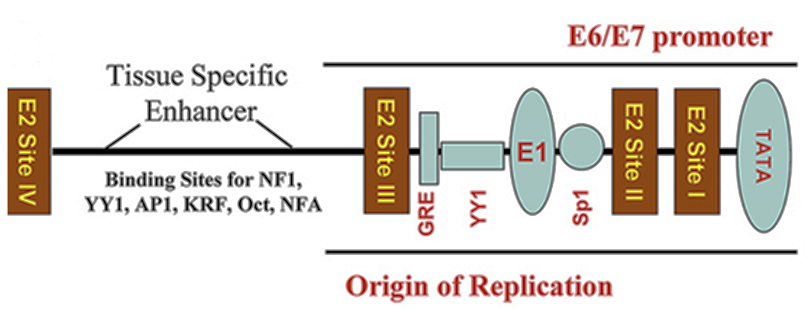 E6/E7 promoter
Tissue Specific
Enhancer
E2 Site IV
E2 Site III
GRE
YY1
E1
Sp1
E2 Site II
E2 Site I
TATA
Binding Sites for NF1,
YY1, AP1, KRF, Oct, NFA
Origin of Replication